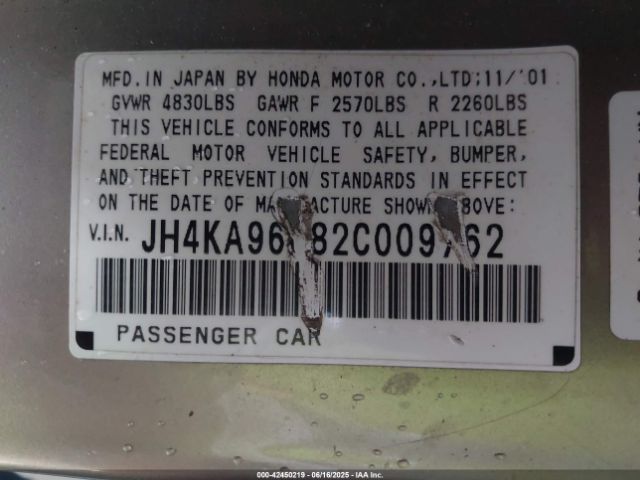 MFD.IN JAPAN BY HONDA MOTOR CO.,LTD;11/'01
GVWR 4830LBS GAWR F 2570LBS R 2260LBS
THIS VEHICLE CONFORMS TO ALL APPLICABLE
FEDERAL MOTOR VEHICLE SAFETY, BUMPER,
AND THEFT PREVENTION STANDARDS IN EFFECT
ON THE DATE OF SHOWN ABOVE:
V.I.N.
PASSENGER CAR
000-42450219 - 06/16/2025 - IAA Inc.